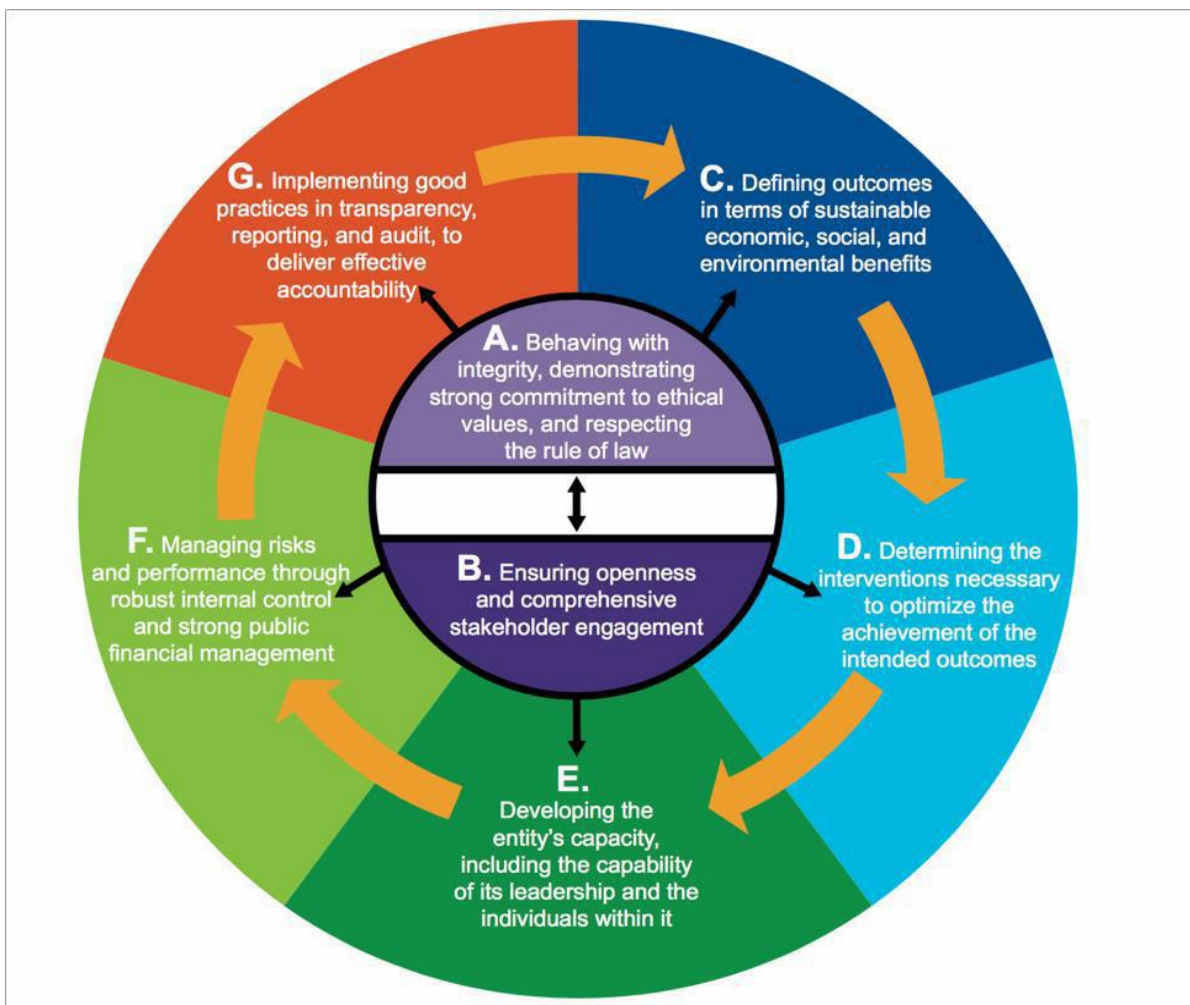 A. Behaving with
integrity, demonstrating
strong commitment to ethical
values, and respecting
the rule of law
B. Ensuring openness
and comprehensive
stakeholder engagement
C. Defining outcomes
in terms of sustainable
economic, social, and
environmental benefits
D. Determining the
interventions necessary
to optimize the
achievement of the
intended outcomes
E.
Developing the
entity's capacity,
including the capability
of its leadership and the
individuals within it
F. Managing risks
and performance through
robust internal control
and strong public
financial management
G. Implementing good
practices in transparency,
reporting, and audit, to
deliver effective
accountability